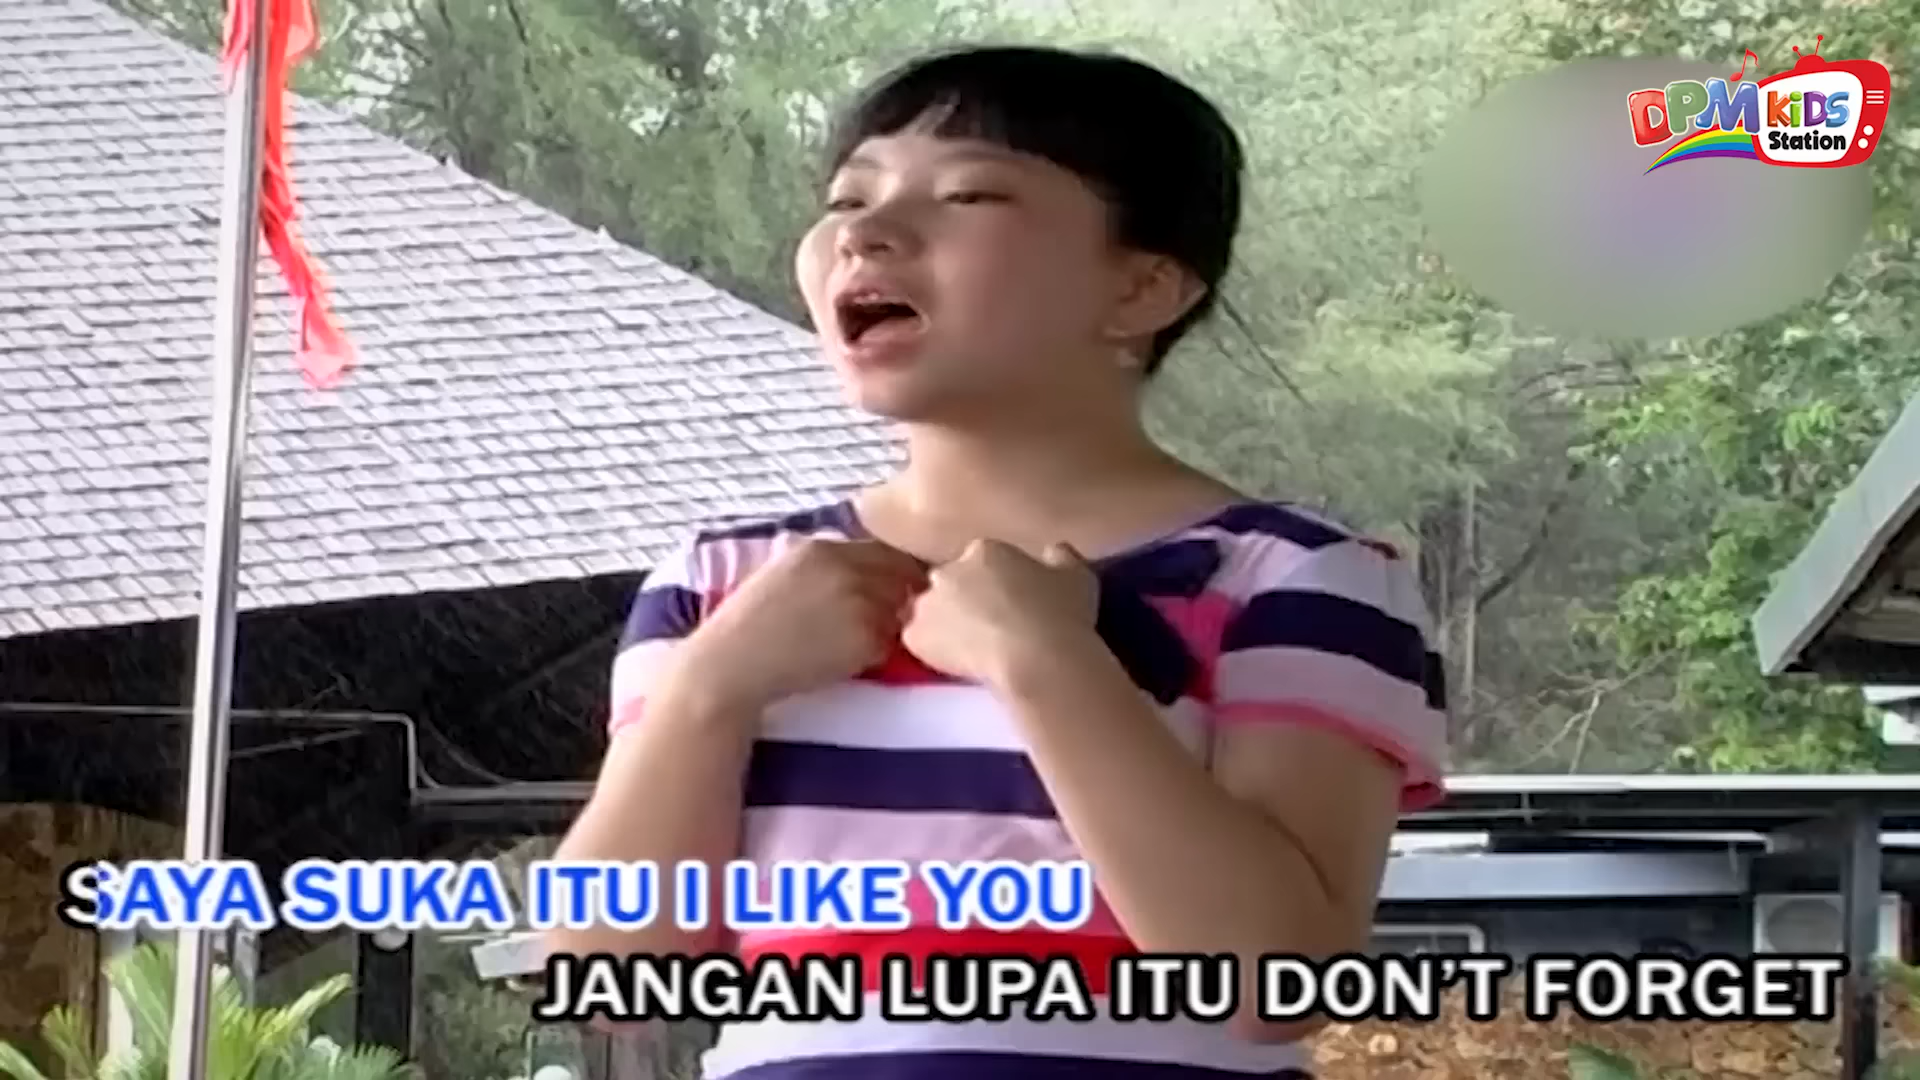 DPM KiDS
Station
SAYA SUKA ITU I LIKE YOU
JANGAN LUPA ITU DON'T FORGET